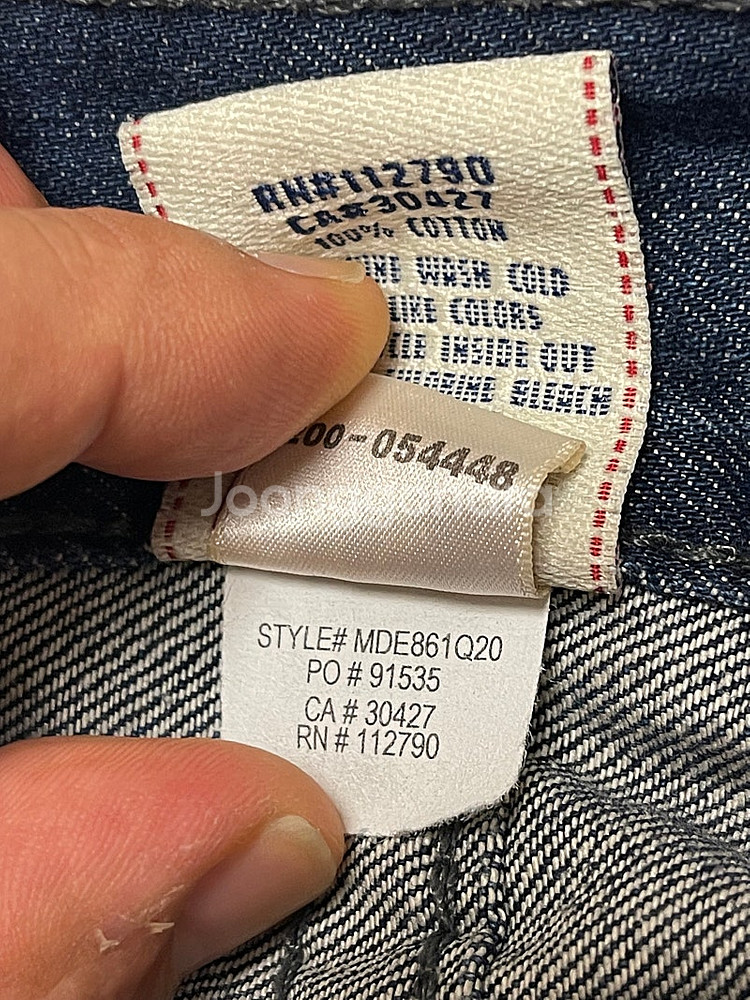 RN#112790
CA#30427
100% COTTON
WASH COLD
LIKE COLORS
INSIDE OUT
BLEACH
00-054448
STYLE# MDE861Q20
PO # 91535
CA # 30427
RN # 112790